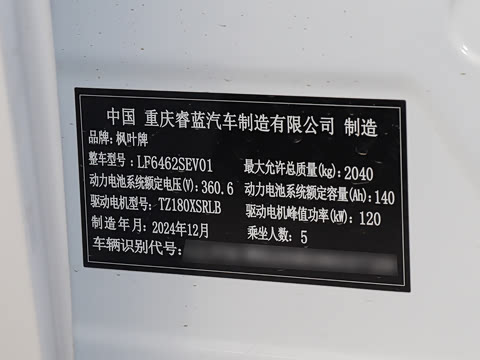 中国 重庆睿蓝汽车制造有限公司 制造
品牌: 枫叶牌
整车型号: LF6462SEV01 最大允许总质量(kg): 2040
动力电池系统额定电压(V): 360.6 动力电池系统额定容量(Ah): 140
驱动电机型号: TZ180XSRLB 驱动电机峰值功率(kW): 120
制造年月: 2024年12月 乘坐人数: 5
车辆识别代号: